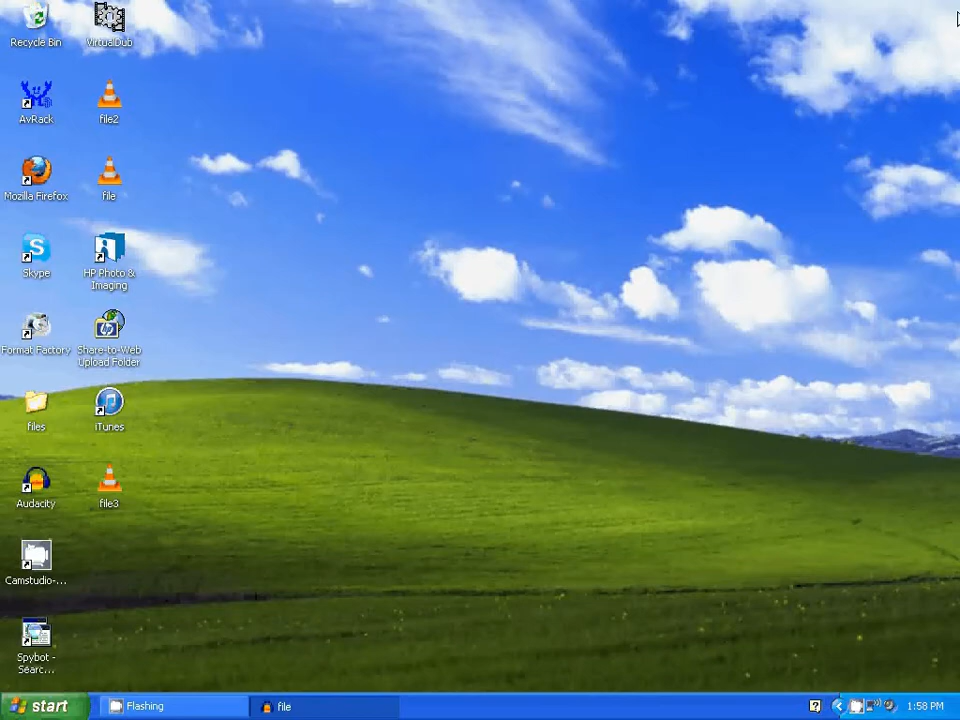 Recycle Bin
VirtualDub
AvRack
file2
Mozilla Firefox
file
Skype
HP Photo &
Imaging
Format Factory
Share-to-Web
Upload Folder
files
iTunes
Audacity
file3
Camstudio-...
Spybot -
Searc...
start
Flashing
file
1:58 PM